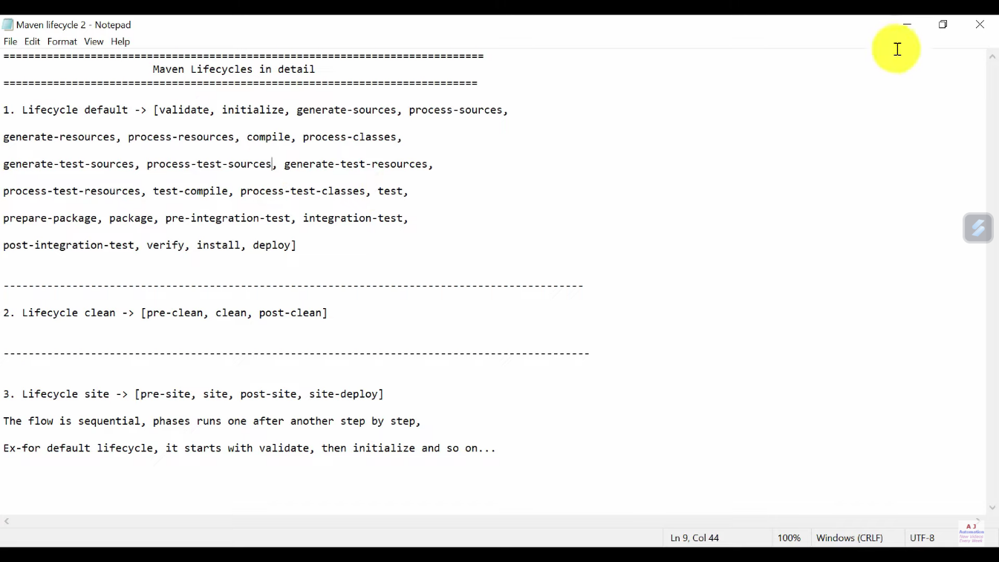 Maven lifecycle 2 - Notepad
File Edit Format View Help
=============================================================================
Maven Lifecycles in detail
============================================================================
1. Lifecycle default -> [validate, initialize, generate-sources, process-sources,
generate-resources, process-resources, compile, process-classes,
generate-test-sources, process-test-sources, generate-test-resources,
process-test-resources, test-compile, process-test-classes, test,
prepare-package, package, pre-integration-test, integration-test,
post-integration-test, verify, install, deploy]
---------------------------------------------------------------------------------------------
2. Lifecycle clean -> [pre-clean, clean, post-clean]
----------------------------------------------------------------------------------------------
3. Lifecycle site -> [pre-site, site, post-site, site-deploy]
The flow is sequential, phases runs one after another step by step,
Ex-for default lifecycle, it starts with validate, then initialize and so on...
Ln 9, Col 44 100% Windows (CRLF) UTF-8
A J
Automation
New Videos
Every Week